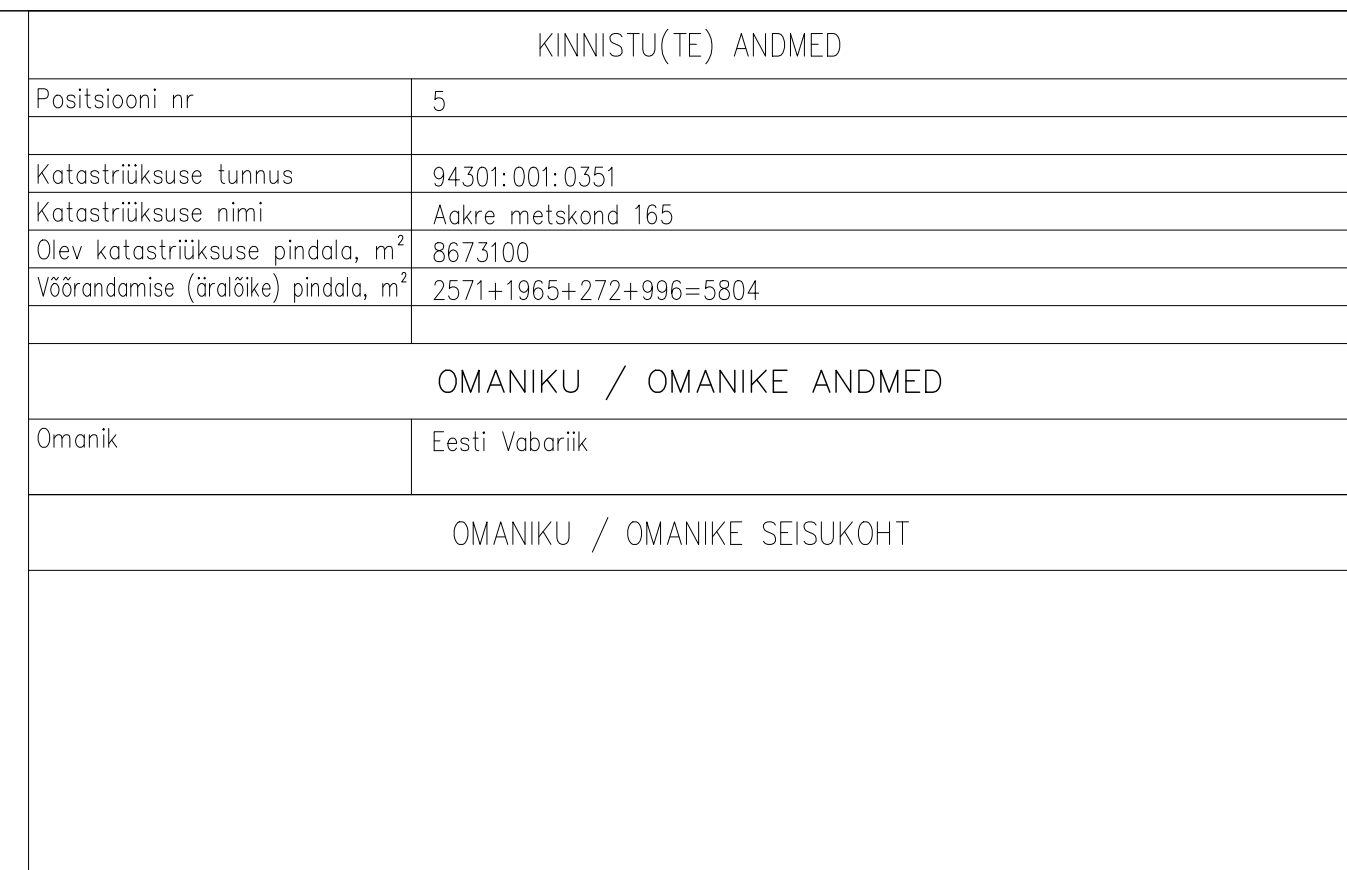 KINNISTU(TE) ANDMED
Positsiooni nr 5
Katastriüksuse tunnus 94301:001:0351
Katastriüksuse nimi Aakre metskond 165
Olev katastriüksuse pindala, m² 8673100
Võõrandamise (äralõike) pindala, m² 2571+1965+272+996=5804
OMANIKU / OMANIKE ANDMED
Omanik Eesti Vabariik
OMANIKU / OMANIKE SEISUKOHT